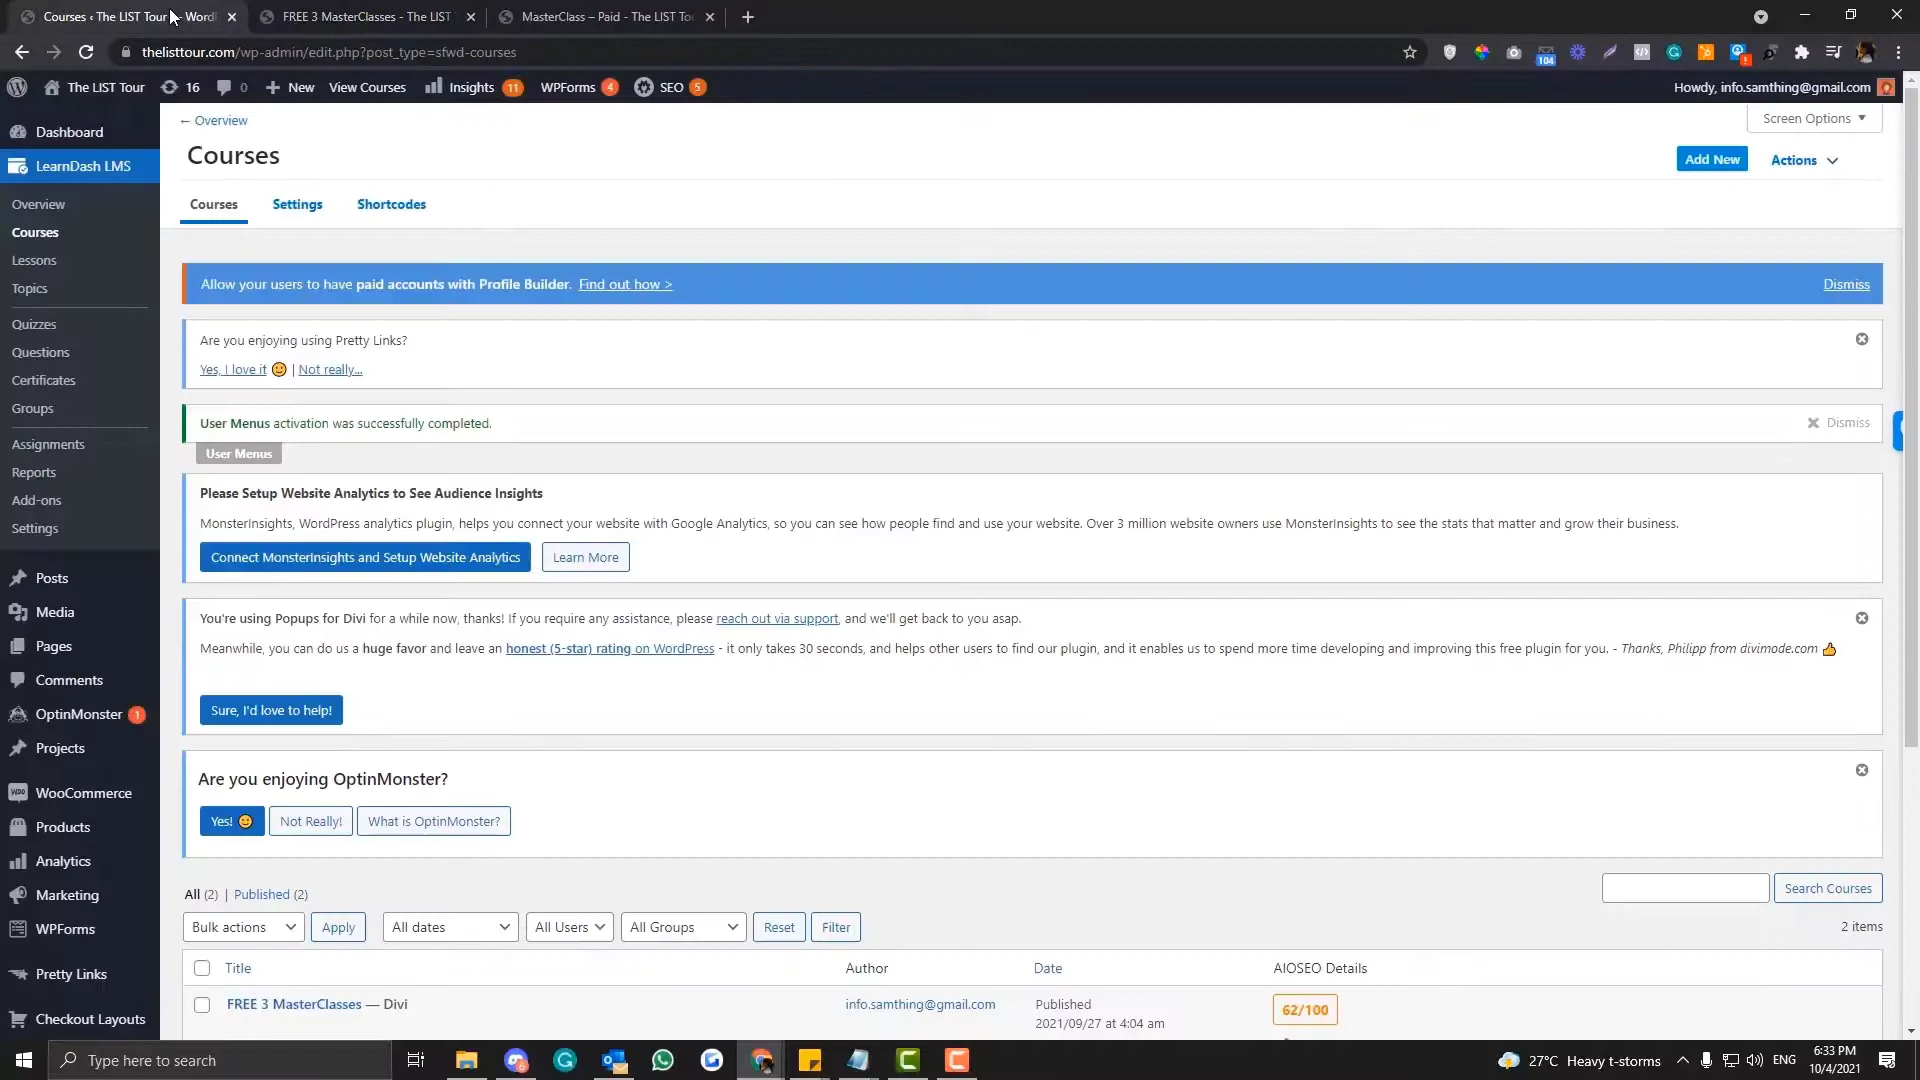 Courses ‹ The LIST Tour — Word
FREE 3 MasterClasses - The LIST
MasterClass – Paid - The LIST To
thelisttour.com/wp-admin/edit.php?post_type=sfwd-courses
104
The LIST Tour
16
0
New
View Courses
Insights 11
WPForms 4
SEO 5
Howdy, info.samthing@gmail.com
Dashboard
LearnDash LMS
Overview
Courses
Lessons
Topics
Quizzes
Questions
Certificates
Groups
Assignments
Reports
Add-ons
Settings
Posts
Media
Pages
Comments
OptinMonster 1
Projects
WooCommerce
Products
Analytics
Marketing
WPForms
Pretty Links
Checkout Layouts
← Overview
Screen Options
Courses
Add New
Actions
Courses
Settings
Shortcodes
Allow your users to have paid accounts with Profile Builder. Find out how >
Dismiss
Are you enjoying using Pretty Links?
Yes, I love it | Not really...
User Menus activation was successfully completed.
Dismiss
User Menus
Please Setup Website Analytics to See Audience Insights
MonsterInsights, WordPress analytics plugin, helps you connect your website with Google Analytics, so you can see how people find and use your website. Over 3 million website owners use MonsterInsights to see the stats that matter and grow their business.
Connect MonsterInsights and Setup Website Analytics
Learn More
You're using Popups for Divi for a while now, thanks! If you require any assistance, please reach out via support, and we'll get back to you asap.
Meanwhile, you can do us a huge favor and leave an honest (5-star) rating on WordPress - it only takes 30 seconds, and helps other users to find our plugin, and it enables us to spend more time developing and improving this free plugin for you. - Thanks, Philipp from divimode.com 👍
Sure, I'd love to help!
Are you enjoying OptinMonster?
Yes!
Not Really!
What is OptinMonster?
All (2) | Published (2)
Search Courses
Bulk actions
Apply
All dates
All Users
All Groups
Reset
Filter
2 items
Title
Author
Date
AIOSEO Details
FREE 3 MasterClasses — Divi
info.samthing@gmail.com
Published
2021/09/27 at 4:04 am
62/100
Type here to search
27°C Heavy t-storms
ENG
6:33 PM
10/4/2021